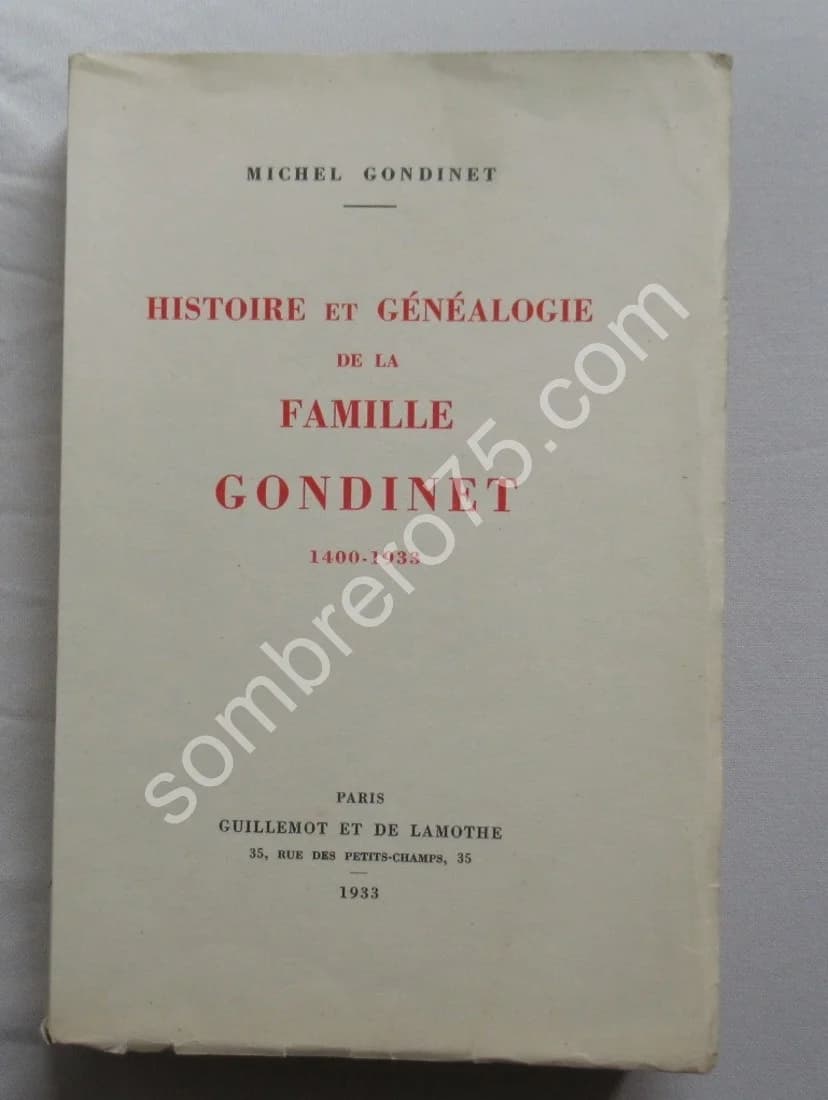 MICHEL GONDINET
HISTOIRE ET GÉNÉALOGIE
DE LA
FAMILLE
GONDINET
1400-1933
PARIS
GUILLEMOT ET DE LAMOTHE
35, RUE DES PETITS-CHAMPS, 35
1933
sombrero75.com